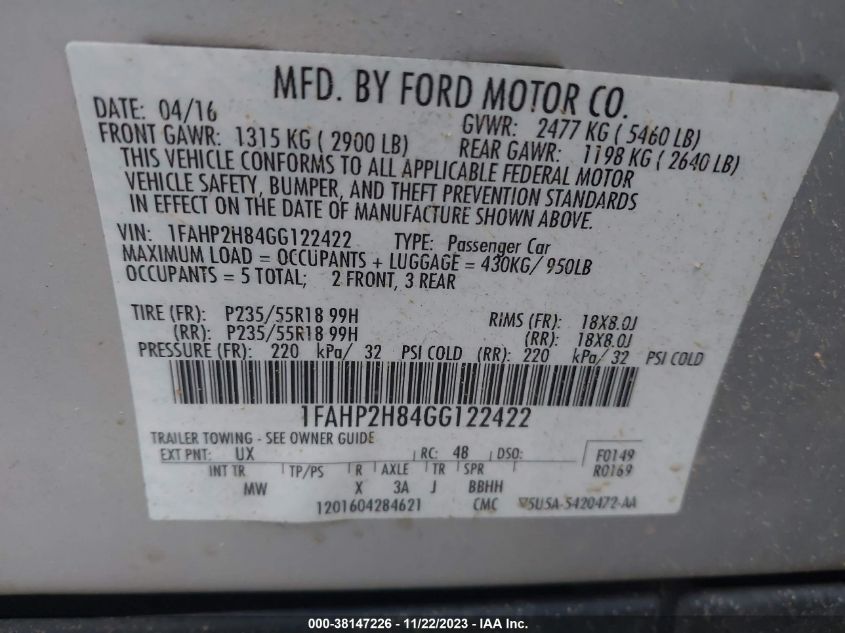 MFD. BY FORD MOTOR CO.
DATE: 04/16 GVWR: 2477 KG ( 5460 LB)
FRONT GAWR: 1315 KG ( 2900 LB) REAR GAWR: 1198 KG ( 2640 LB)
THIS VEHICLE CONFORMS TO ALL APPLICABLE FEDERAL MOTOR
VEHICLE SAFETY, BUMPER, AND THEFT PREVENTION STANDARDS
IN EFFECT ON THE DATE OF MANUFACTURE SHOWN ABOVE.
VIN: 1FAHP2H84GG122422 TYPE: Passenger Car
MAXIMUM LOAD = OCCUPANTS + LUGGAGE = 430KG/ 950LB
OCCUPANTS = 5 TOTAL; 2 FRONT, 3 REAR
TIRE (FR): P235/55R18 99H RIMS (FR): 18X8.0J
(RR): P235/55R18 99H (RR): 18X8.0J
PRESSURE (FR): 220 kPa/ 32 PSI COLD (RR): 220 kPa/ 32 PSI COLD
1FAHP2H84GG122422
TRAILER TOWING - SEE OWNER GUIDE
EXT PNT: UX RC: 48 DSO: F0149
INT TR TP/PS R AXLE TR SPR R0169
MW X 3A J BBHH
1201604284621 CMC 5U5A-5420472-AA
000-38147226 - 11/22/2023 - IAA Inc.